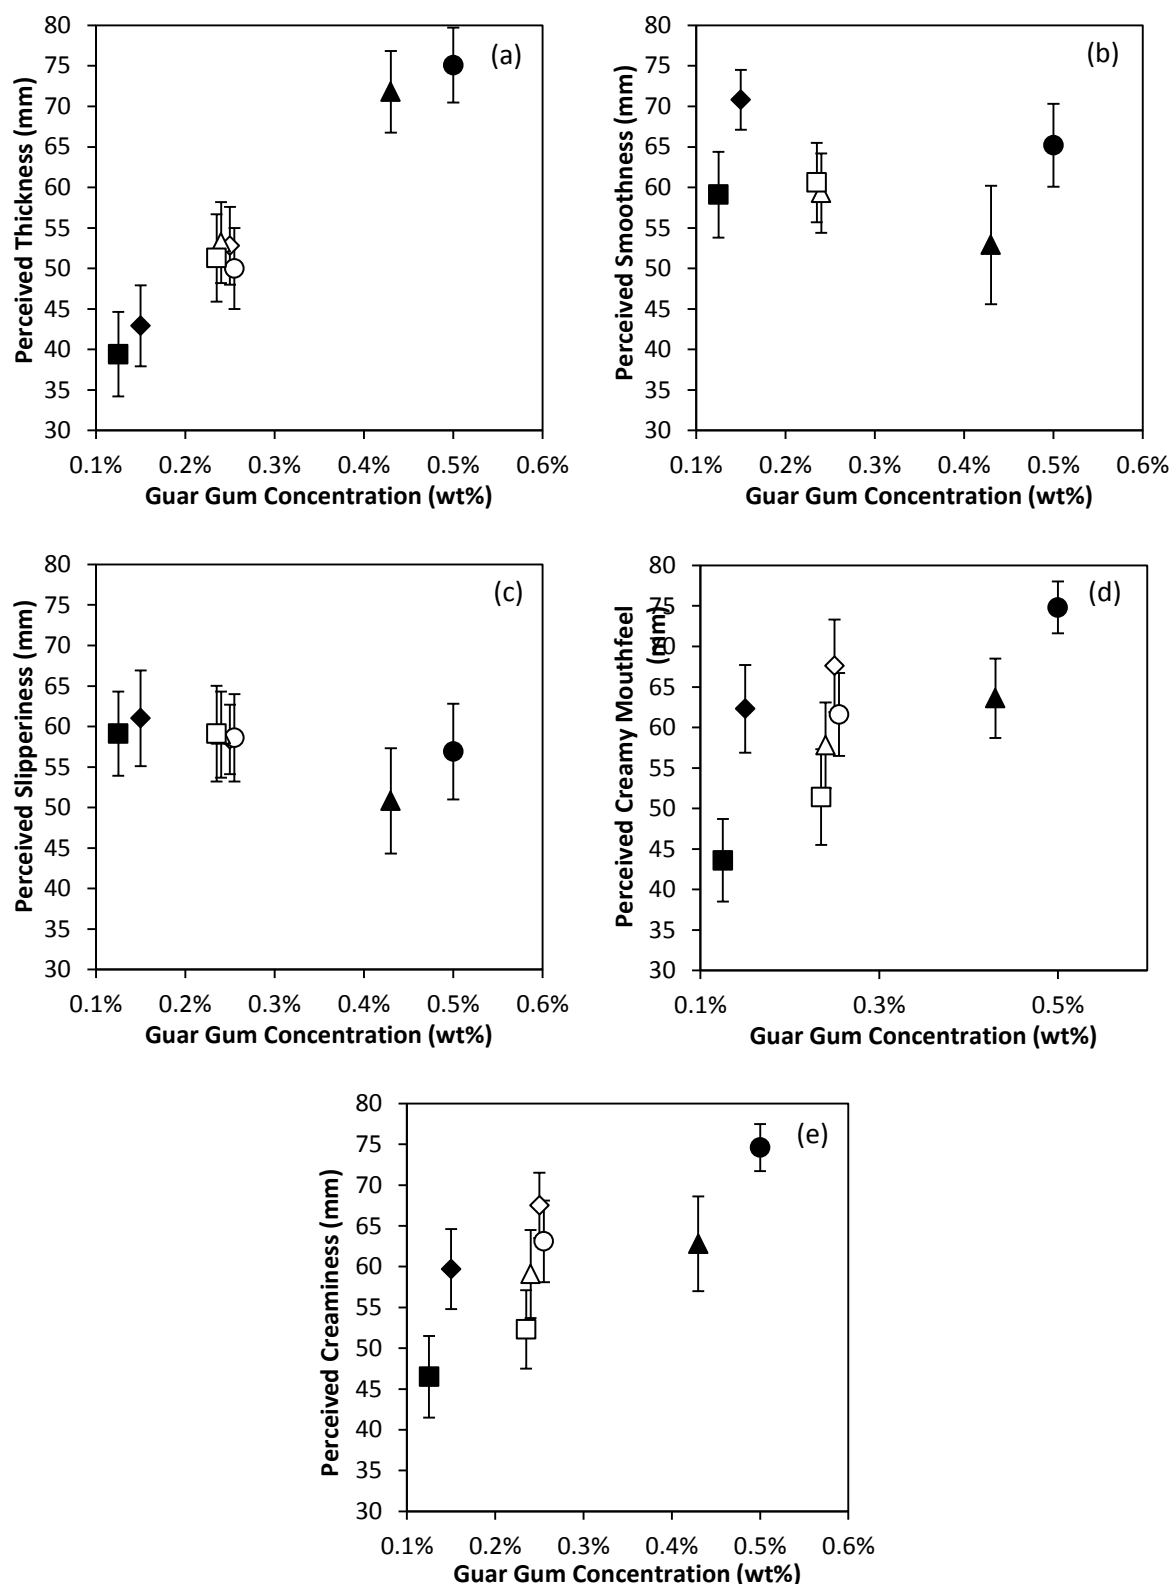 (a)
Perceived Thickness (mm)
80
75
70
65
60
55
50
45
40
35
30
0.1% 0.2% 0.3% 0.4% 0.5% 0.6%
Guar Gum Concentration (wt%)
(b)
Perceived Smoothness (mm)
80
75
70
65
60
55
50
45
40
35
30
0.1% 0.2% 0.3% 0.4% 0.5% 0.6%
Guar Gum Concentration (wt%)
(c)
Perceived Slipperiness (mm)
80
75
70
65
60
55
50
45
40
35
30
0.1% 0.2% 0.3% 0.4% 0.5% 0.6%
Guar Gum Concentration (wt%)
(d)
Perceived Creamy Mouthfeel
(mm)
80
75
70
65
60
55
50
45
40
35
30
0.1% 0.3% 0.5%
Guar Gum Concentration (wt%)
(e)
Perceived Creaminess (mm)
80
75
70
65
60
55
50
45
40
35
30
0.1% 0.2% 0.3% 0.4% 0.5% 0.6%
Guar Gum Concentration (wt%)